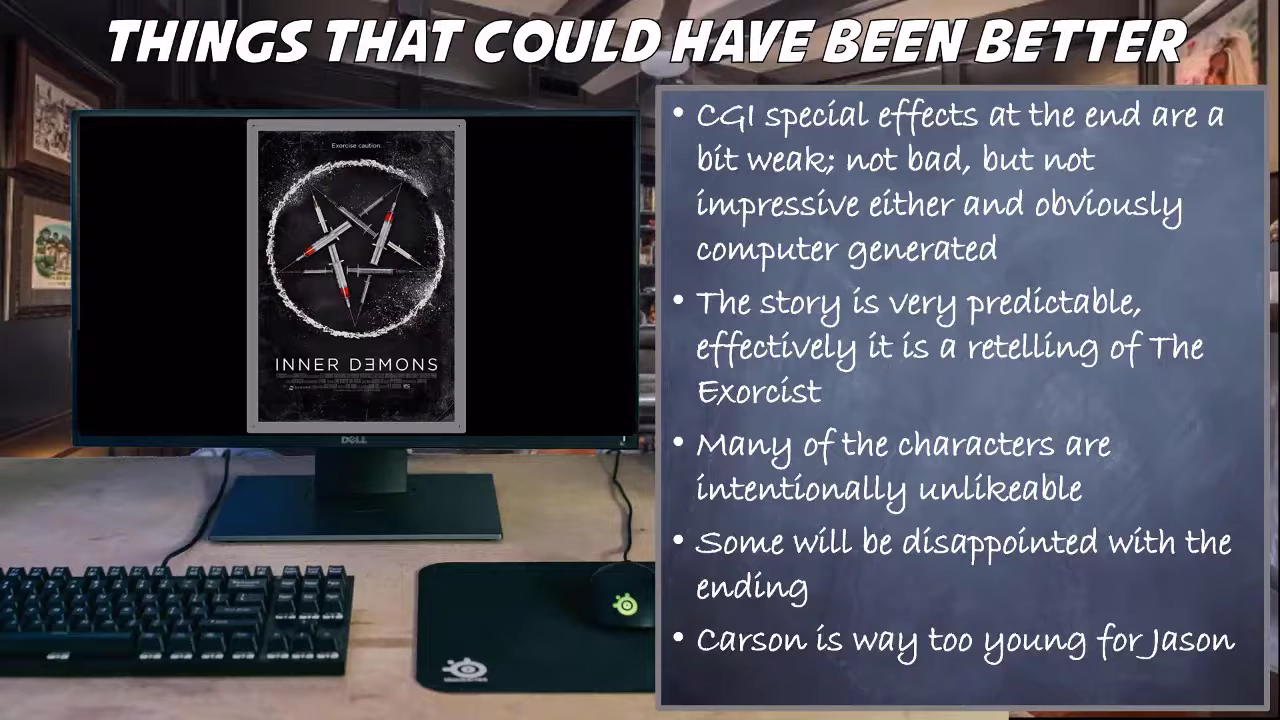 THINGS THAT COULD HAVE BEEN BETTER
Exorcise caution.
INNER DEMONS
DELL
• CGI special effects at the end are a
bit weak; not bad, but not
impressive either and obviously
computer generated
• The story is very predictable,
effectively it is a retelling of The
Exorcist
• Many of the characters are
intentionally unlikeable
• Some will be disappointed with the
ending
• Carson is way too young for Jason